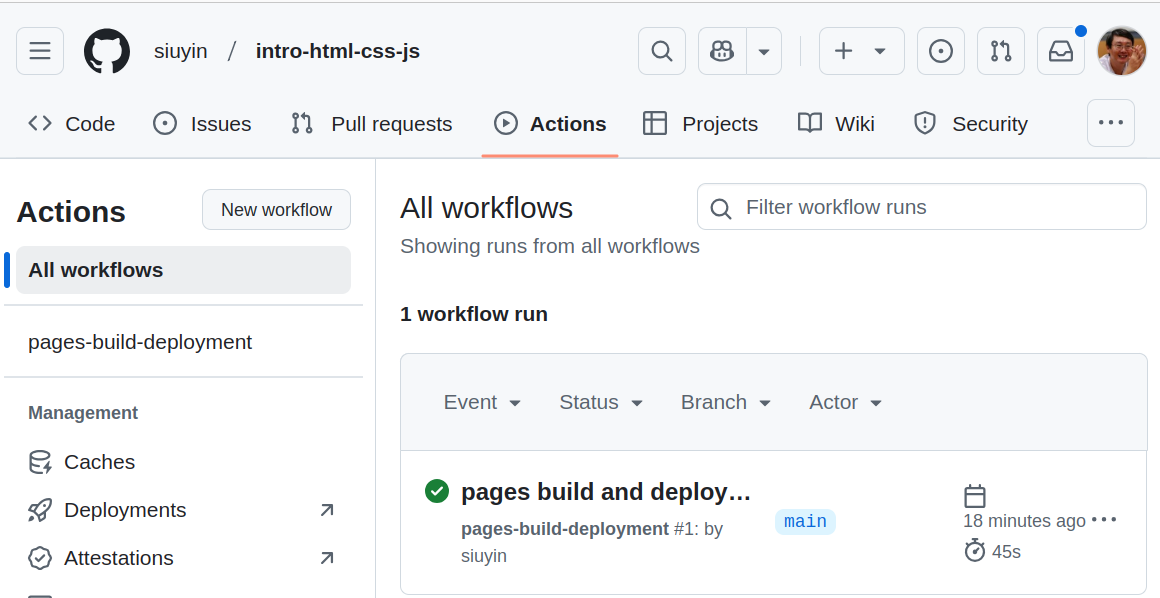 siuyin / intro-html-css-js
Code Issues Pull requests Actions Projects Wiki Security
Actions
New workflow
All workflows
pages-build-deployment
Management
Caches
Deployments
Attestations
All workflows
Filter workflow runs
Showing runs from all workflows
1 workflow run
Event Status Branch Actor
pages build and deploy…
pages-build-deployment #1: by
siuyin
main
18 minutes ago
45s